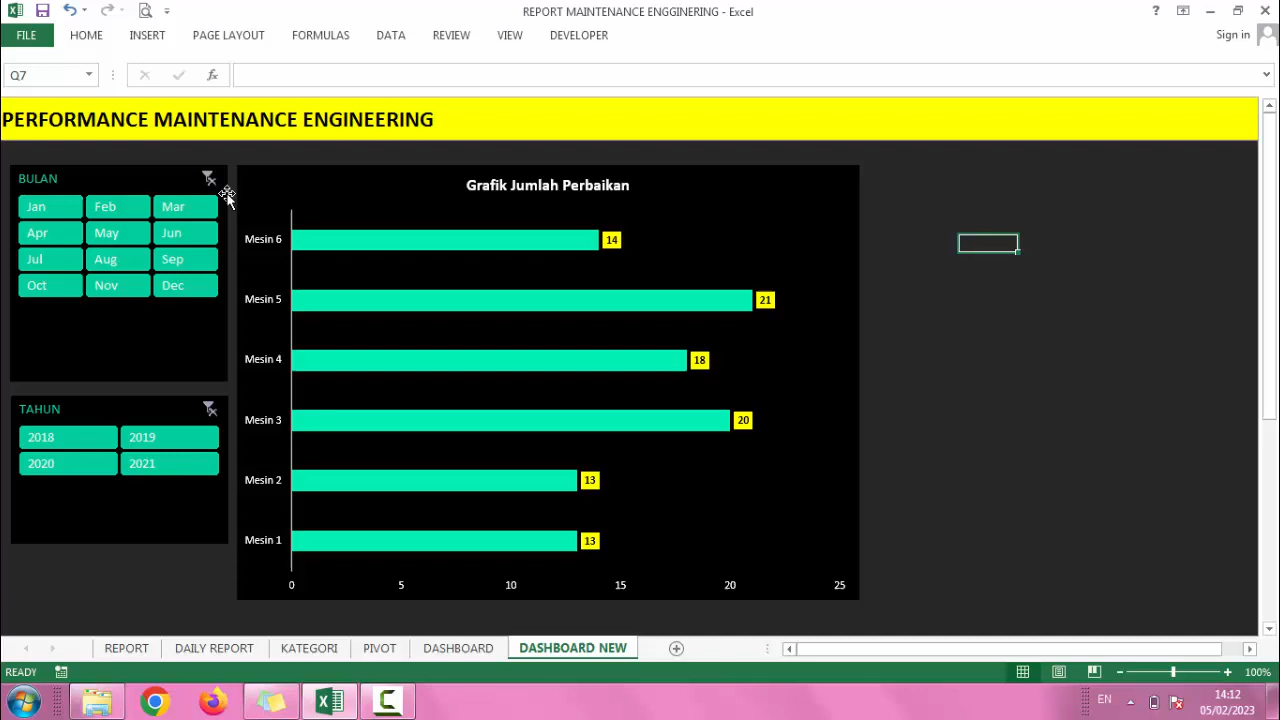 REPORT MAINTENANCE ENGGINERING - Excel
?
FILE HOME INSERT PAGE LAYOUT FORMULAS DATA REVIEW VIEW DEVELOPER Sign in
Q7 fx
PERFORMANCE MAINTENANCE ENGINEERING
BULAN
Jan Feb Mar
Apr May Jun
Jul Aug Sep
Oct Nov Dec
TAHUN
2018 2019
2020 2021
Grafik Jumlah Perbaikan
Mesin 6 14
Mesin 5 21
Mesin 4 18
Mesin 3 20
Mesin 2 13
Mesin 1 13
0 5 10 15 20 25
REPORT DAILY REPORT KATEGORI PIVOT DASHBOARD DASHBOARD NEW
READY 100%
EN 14:12
05/02/2023